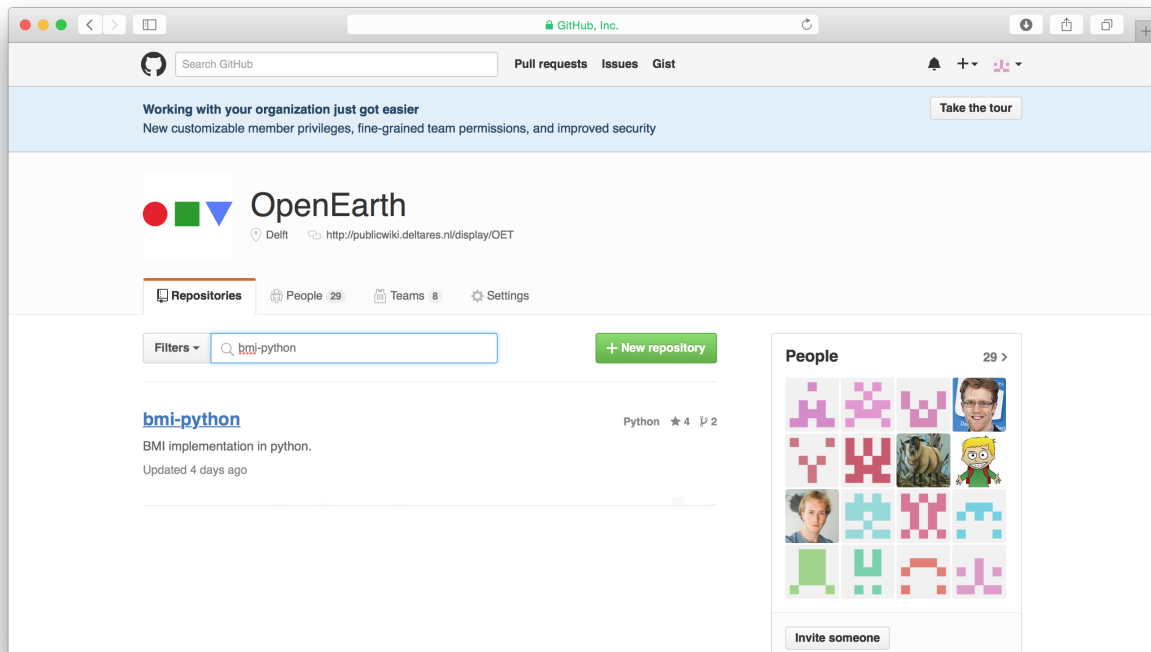 GitHub, Inc.
Search GitHub
Pull requests Issues Gist
Working with your organization just got easier
New customizable member privileges, fine-grained team permissions, and improved security
Take the tour
OpenEarth
Delft http://publicwiki.deltares.nl/display/OET
Repositories People 29 Teams 8 Settings
Filters bmi-python New repository
People 29
bmi-python
Python 4 2
BMI implementation in python.
Updated 4 days ago
Invite someone